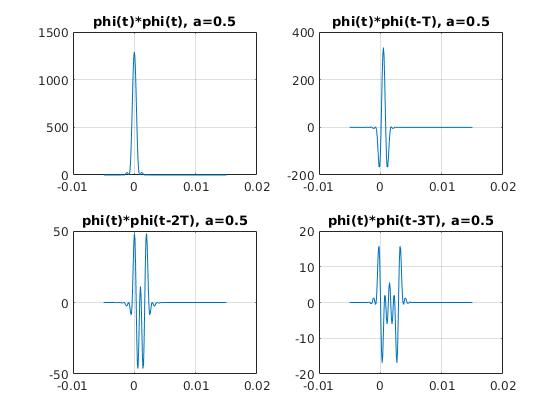 phi(t)*phi(t), a=0.5
1500
1000
500
0
-0.01 0 0.01 0.02
phi(t)*phi(t-T), a=0.5
400
200
0
-200
-0.01 0 0.01 0.02
phi(t)*phi(t-2T), a=0.5
50
0
-50
-0.01 0 0.01 0.02
phi(t)*phi(t-3T), a=0.5
20
10
0
-10
-20
-0.01 0 0.01 0.02